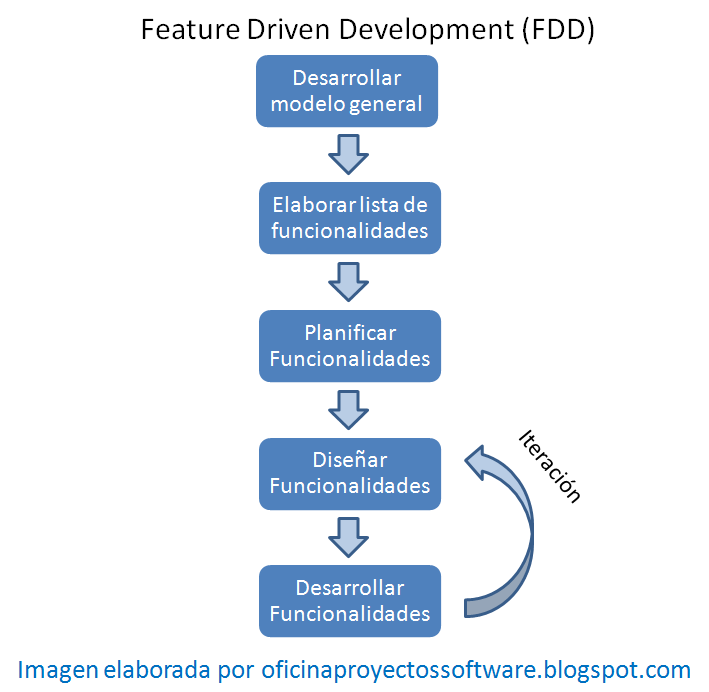 Feature Driven Development (FDD)
Desarrollar
modelo general
Elaborar lista de
funcionalidades
Planificar
Funcionalidades
Diseñar
Funcionalidades
Iteración
Desarrollar
Funcionalidades
Imagen elaborada por oficinaproyectossoftware.blogspot.com